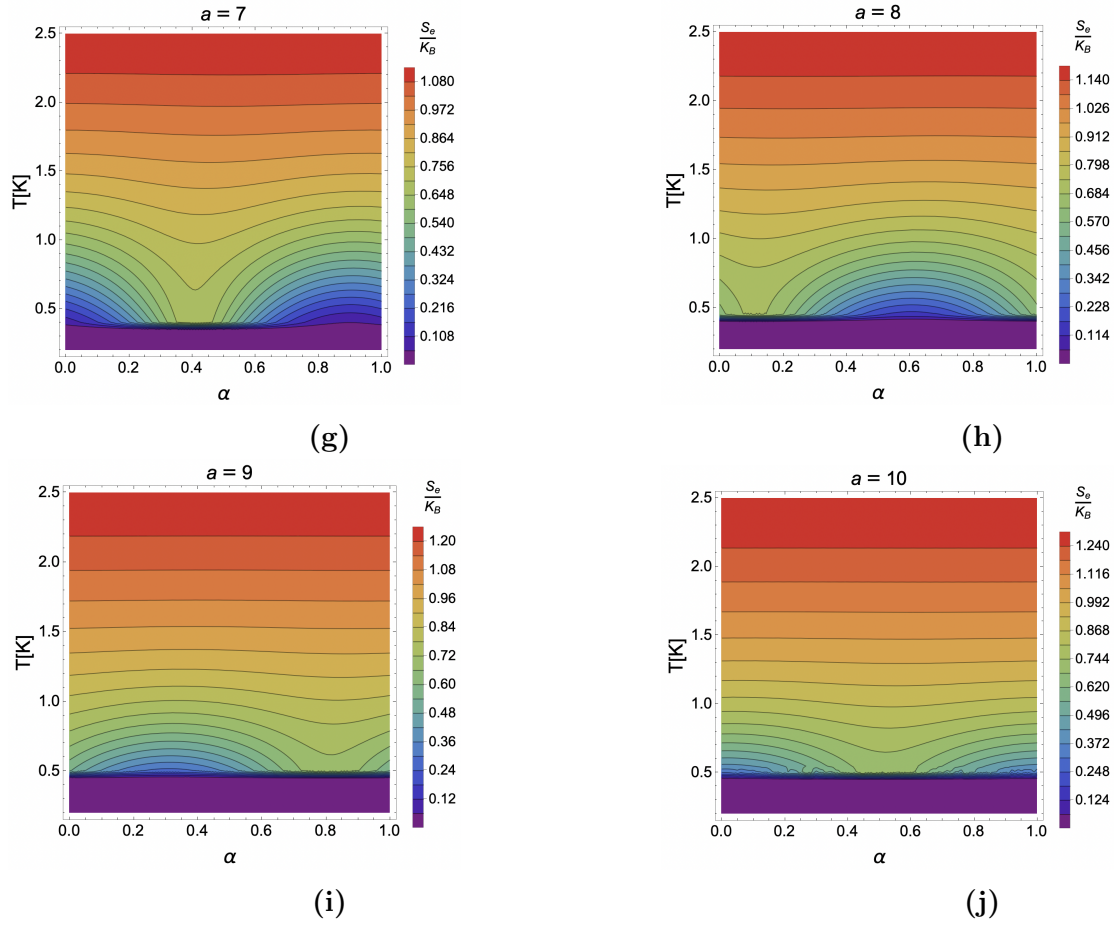 a = 7
2.5
2.0
1.5
1.0
0.5
T[K]
0.0 0.2 0.4 0.6 0.8 1.0
α
S_e
K_B
1.080
0.972
0.864
0.756
0.648
0.540
0.432
0.324
0.216
0.108
(g)
a = 8
2.5
2.0
1.5
1.0
0.5
T[K]
0.0 0.2 0.4 0.6 0.8 1.0
α
S_e
K_B
1.140
1.026
0.912
0.798
0.684
0.570
0.456
0.342
0.228
0.114
(h)
a = 9
2.5
2.0
1.5
1.0
0.5
T[K]
0.0 0.2 0.4 0.6 0.8 1.0
α
S_e
K_B
1.20
1.08
0.96
0.84
0.72
0.60
0.48
0.36
0.24
0.12
(i)
a = 10
2.5
2.0
1.5
1.0
0.5
T[K]
0.0 0.2 0.4 0.6 0.8 1.0
α
S_e
K_B
1.240
1.116
0.992
0.868
0.744
0.620
0.496
0.372
0.248
0.124
(j)